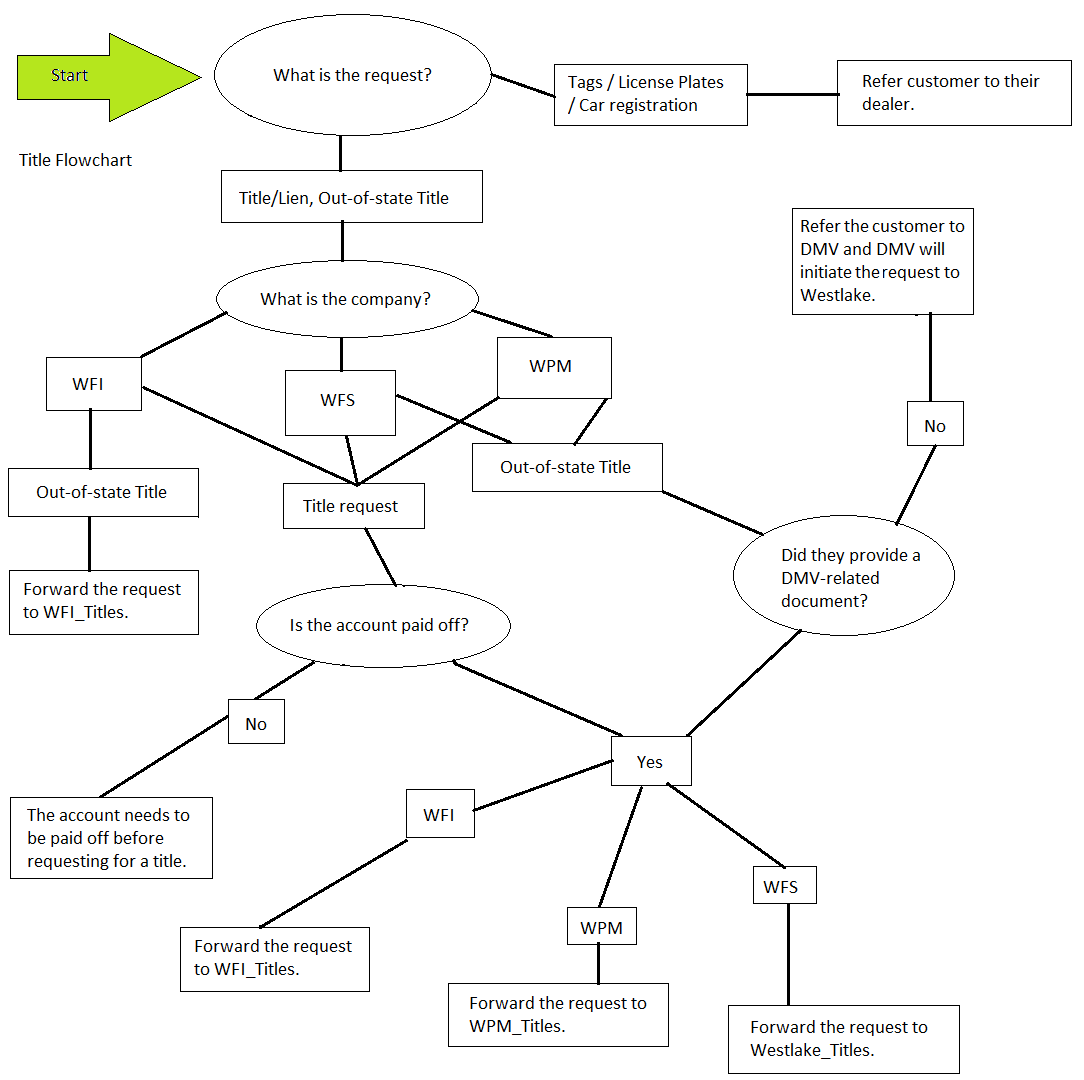 Start
What is the request?
Tags / License Plates
/ Car registration
Refer customer to their
dealer.
Title Flowchart
Title/Lien, Out-of-state Title
Refer the customer to
DMV and DMV will
initiate the request to
Westlake.
What is the company?
WFI
WFS
WPM
No
Out-of-state Title
Out-of-state Title
Title request
Did they provide a
DMV-related
document?
Forward the request
to WFI_Titles.
Is the account paid off?
No
Yes
The account needs to
be paid off before
requesting for a title.
WFI
WFS
WPM
Forward the request
to WFI_Titles.
Forward the request to
WPM_Titles.
Forward the request to
Westlake_Titles.